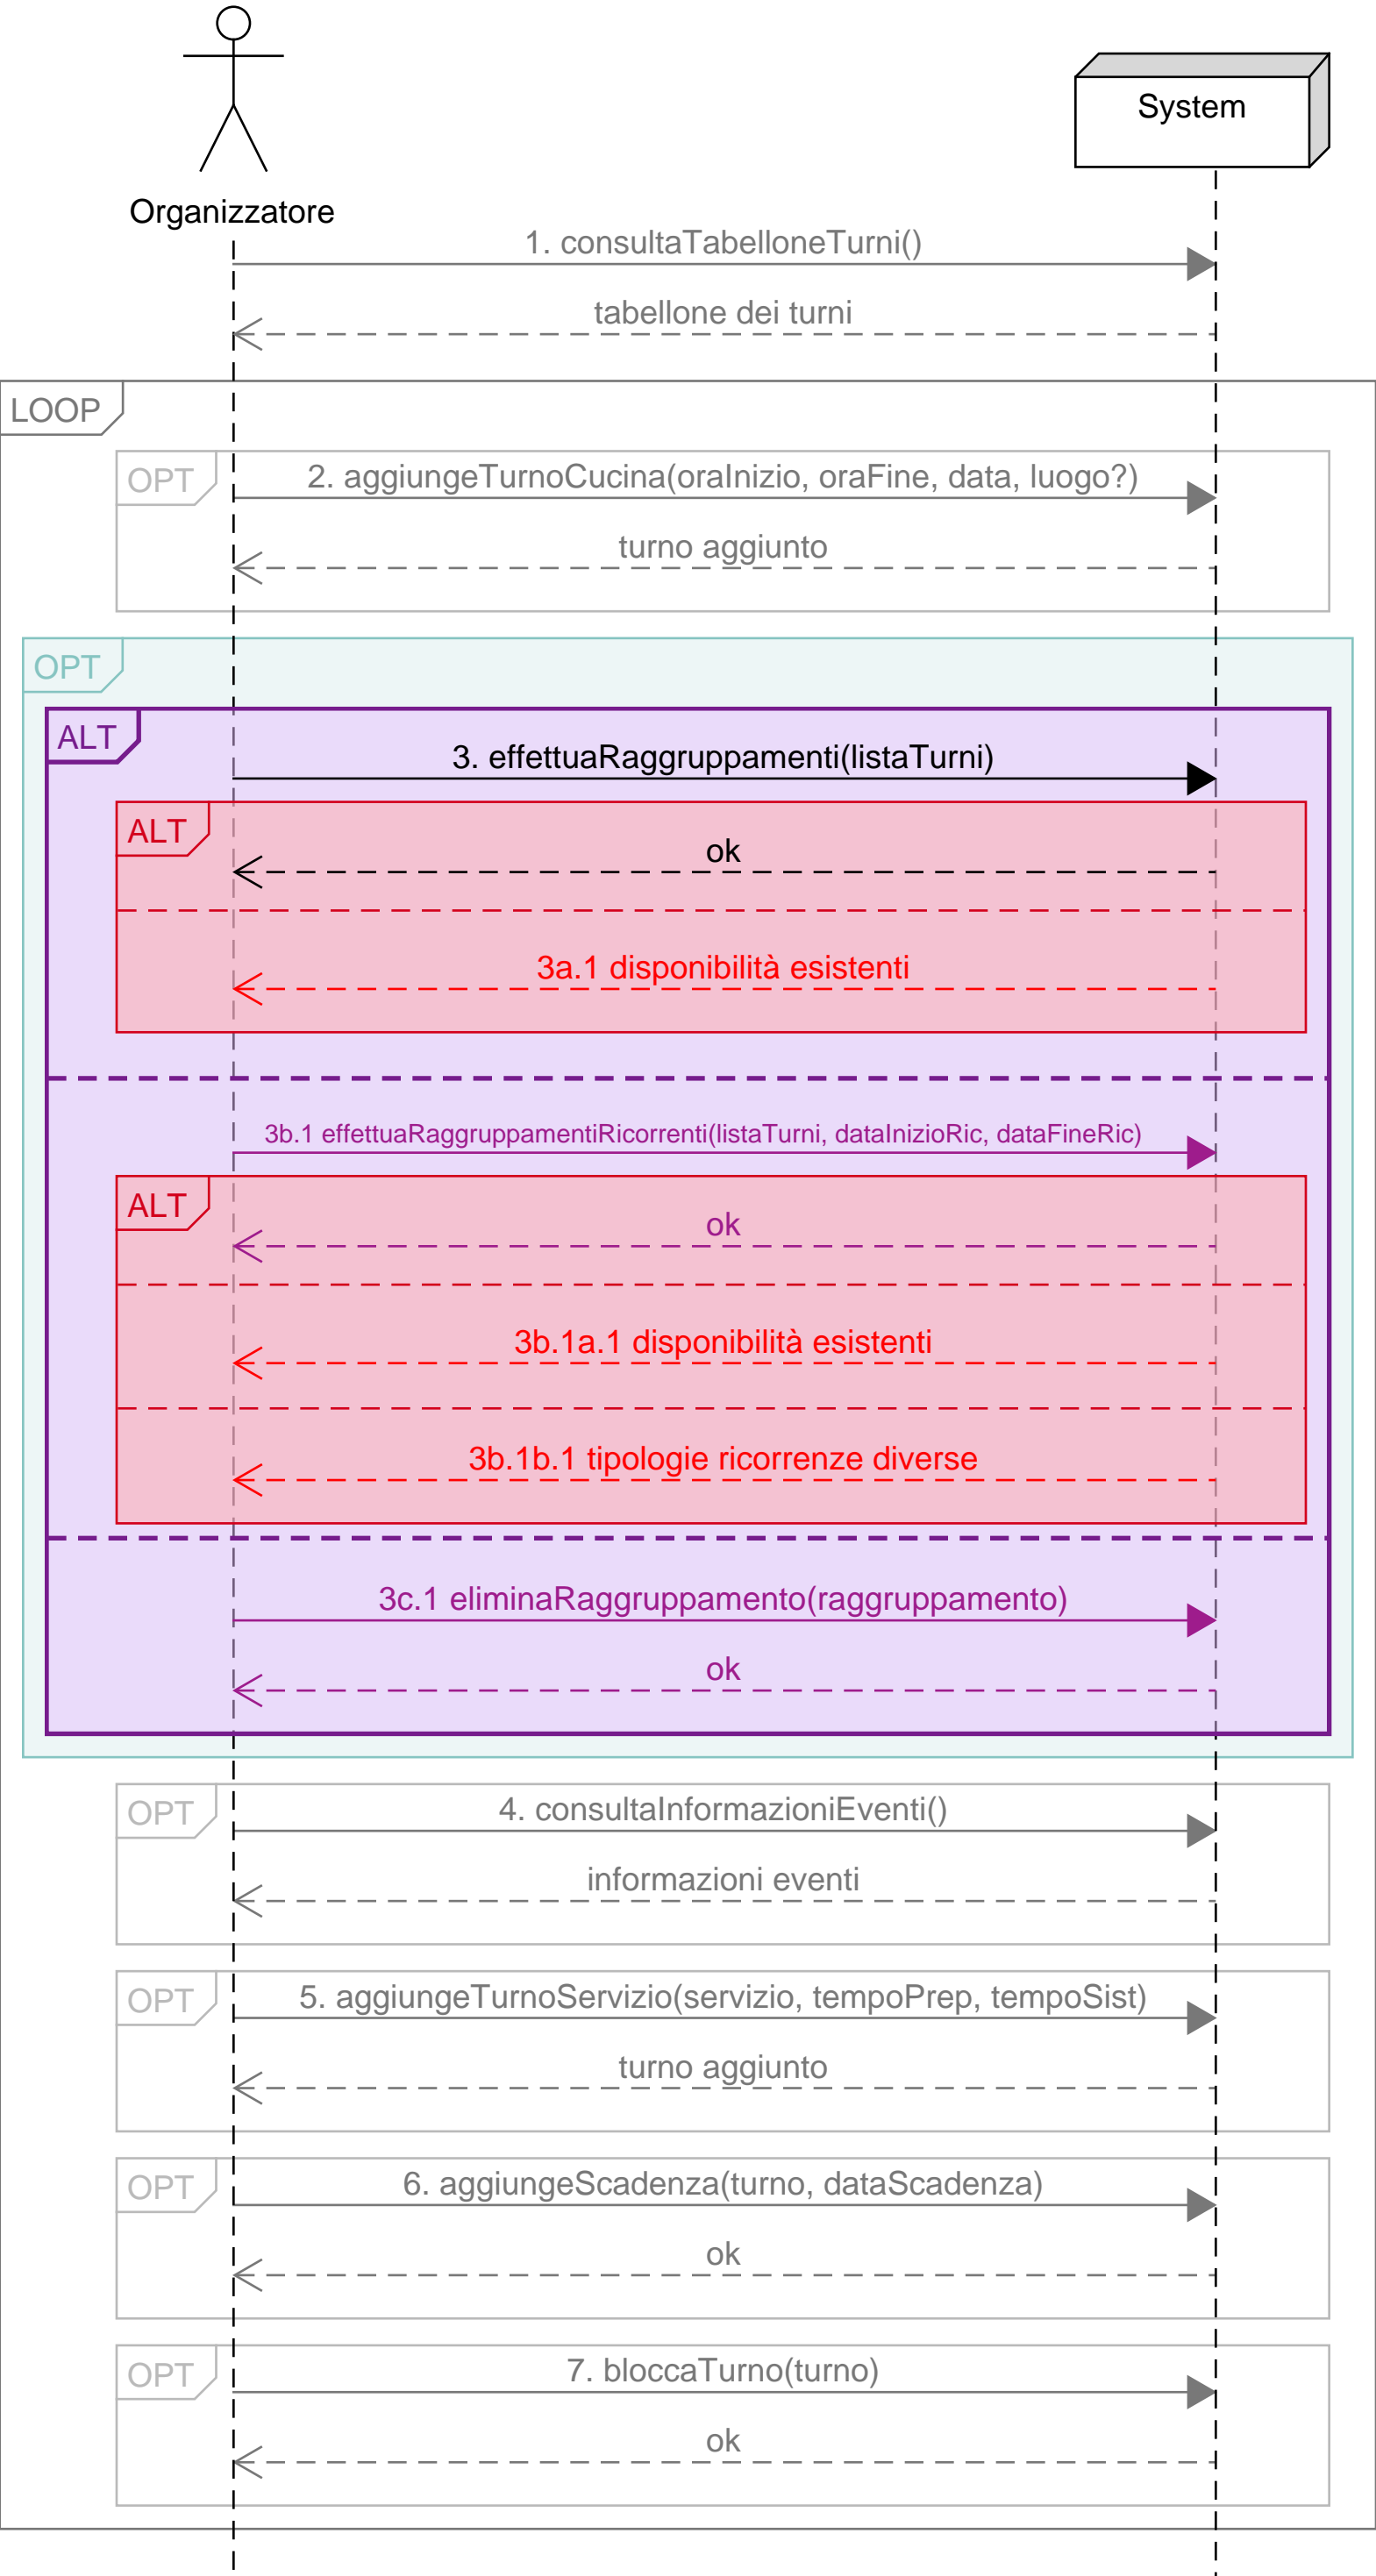 System
Organizzatore
1. consultaTabelloneTurni()
tabellone dei turni
LOOP
OPT
2. aggiungeTurnoCucina(oraInizio, oraFine, data, luogo?)
turno aggiunto
OPT
ALT
3. effettuaRaggruppamenti(listaTurni)
ALT
ok
3a.1 disponibilità esistenti
3b.1 effettuaRaggruppamentiRicorrenti(listaTurni, dataInizioRic, dataFineRic)
ALT
ok
3b.1a.1 disponibilità esistenti
3b.1b.1 tipologie ricorrenze diverse
3c.1 eliminaRaggruppamento(raggruppamento)
ok
OPT
4. consultaInformazioniEventi()
informazioni eventi
OPT
5. aggiungeTurnoServizio(servizio, tempoPrep, tempoSist)
turno aggiunto
OPT
6. aggiungeScadenza(turno, dataScadenza)
ok
OPT
7. bloccaTurno(turno)
ok